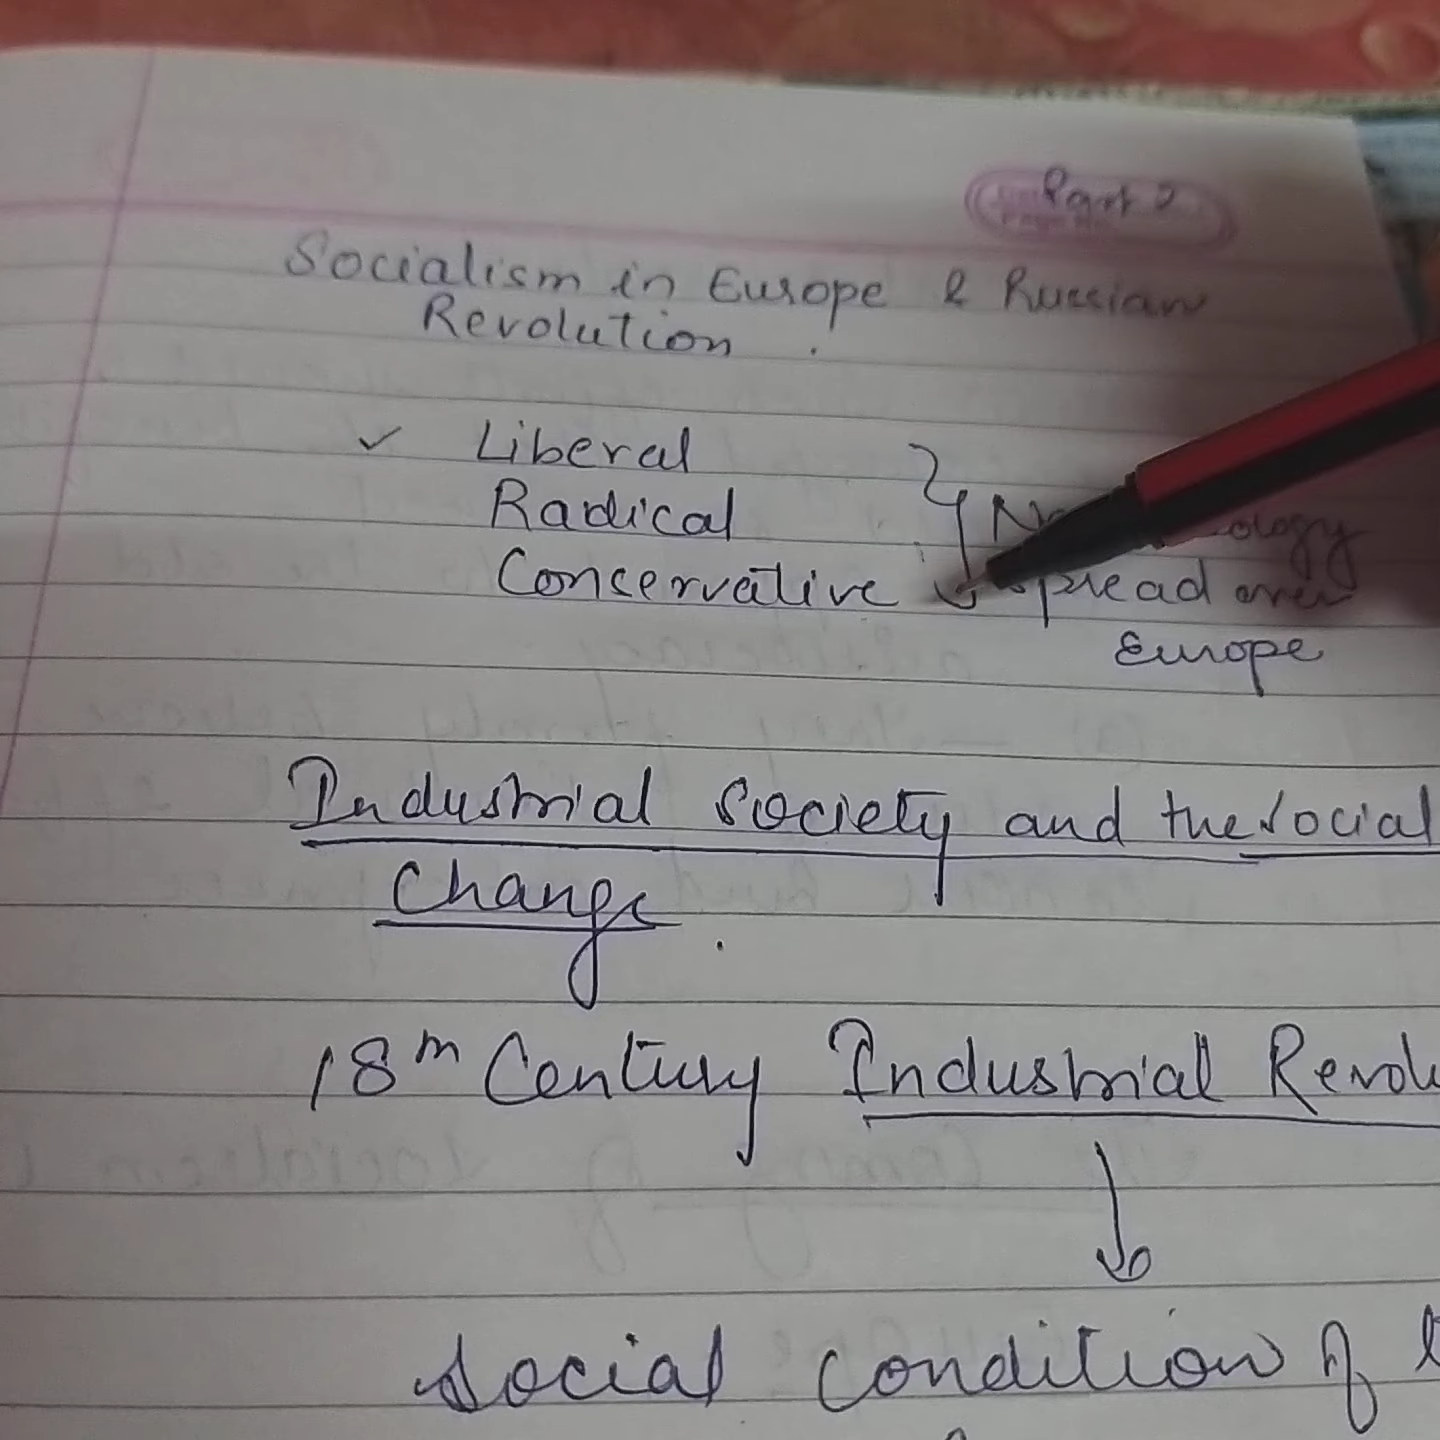 Part 2
Socialism in Europe & Russian
Revolution .
✓ Liberal
Radical
Conservative
spread over
Europe
Industrial Society and the Social
Change .
18th Century Industrial
Social condition of